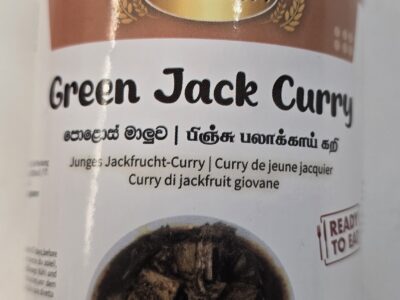 Green Jack Curry
පොළොස් මාලුව | பிஞ்சு பலாக்காய் கறி
Junges Jackfrucht-Curry | Curry de jeune jacquier
Curry di jackfruit giovane
READY
TO EAT